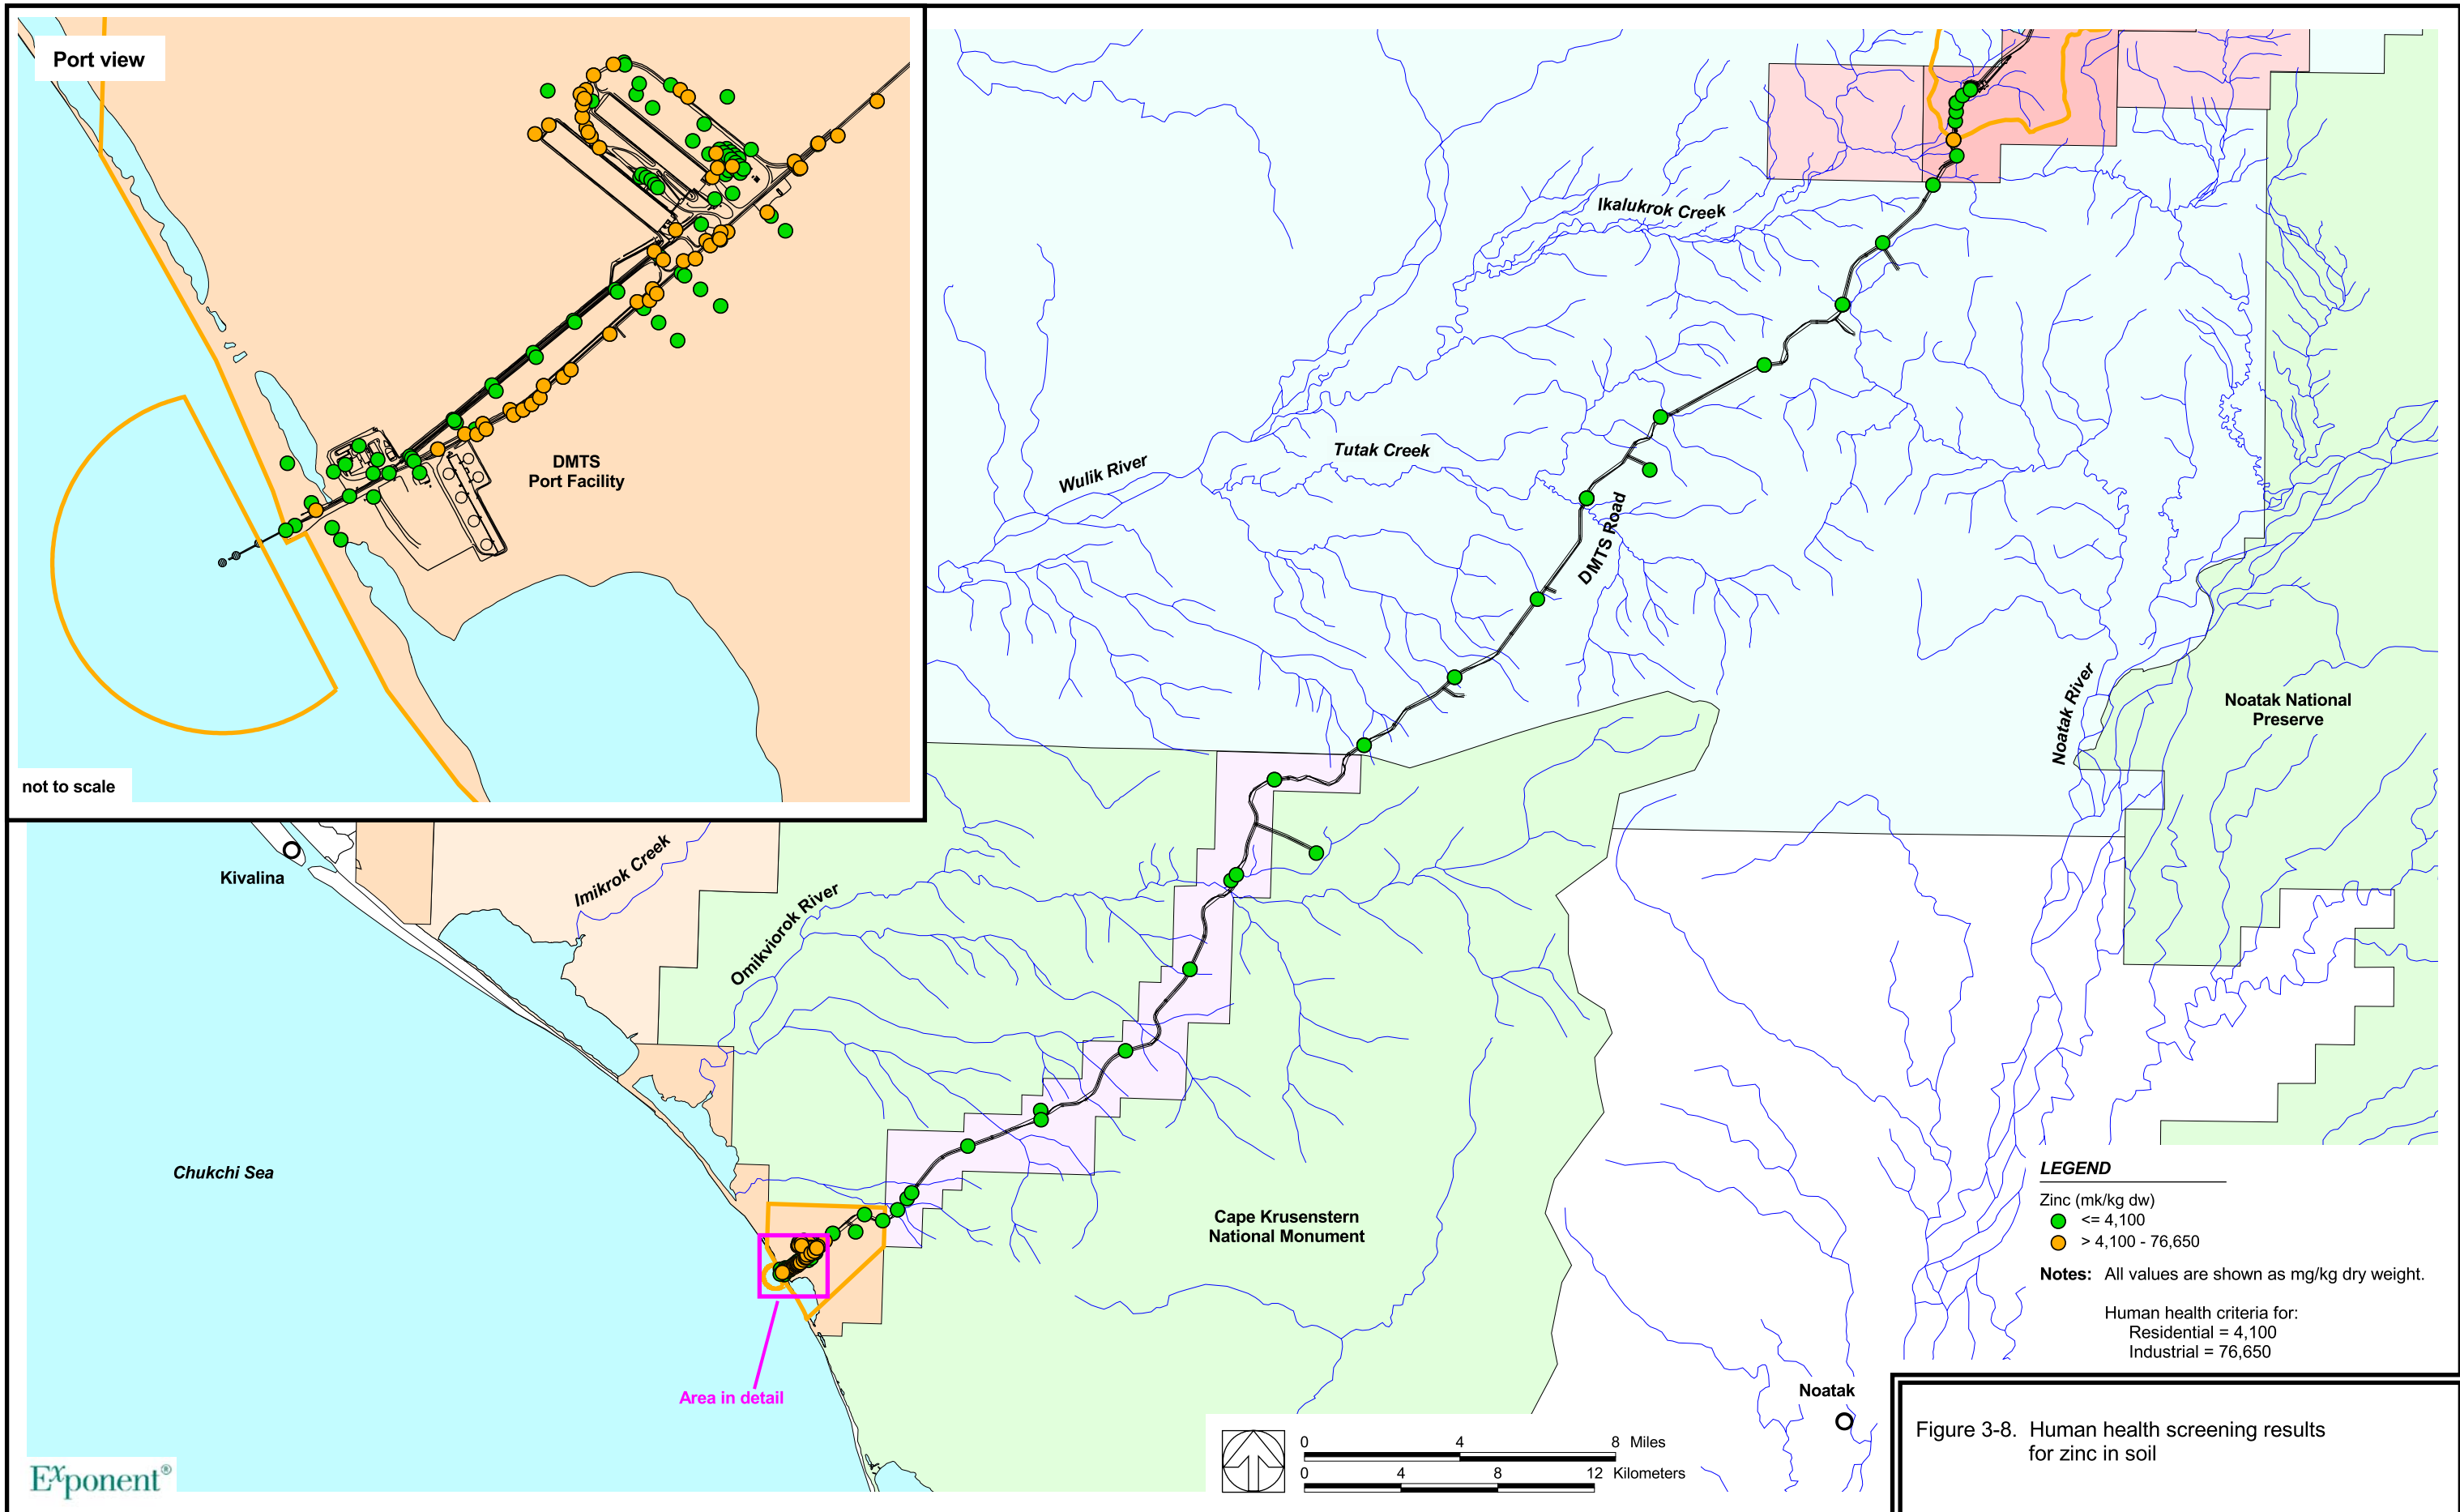 Port view
DMTS
Port Facility
not to scale
Ikalukrok Creek
Wulik River
Tutak Creek
DMTS Road
Noatak River
Noatak National
Preserve
Kivalina
Imikrok Creek
Omikviorok River
Chukchi Sea
Cape Krusenstern
National Monument
Area in detail
Noatak
LEGEND
Zinc (mk/kg dw)
<= 4,100
> 4,100 - 76,650
Notes: All values are shown as mg/kg dry weight.
Human health criteria for:
Residential = 4,100
Industrial = 76,650
0 4 8 Miles
0 4 8 12 Kilometers
Exponent®
Figure 3-8. Human health screening results
for zinc in soil